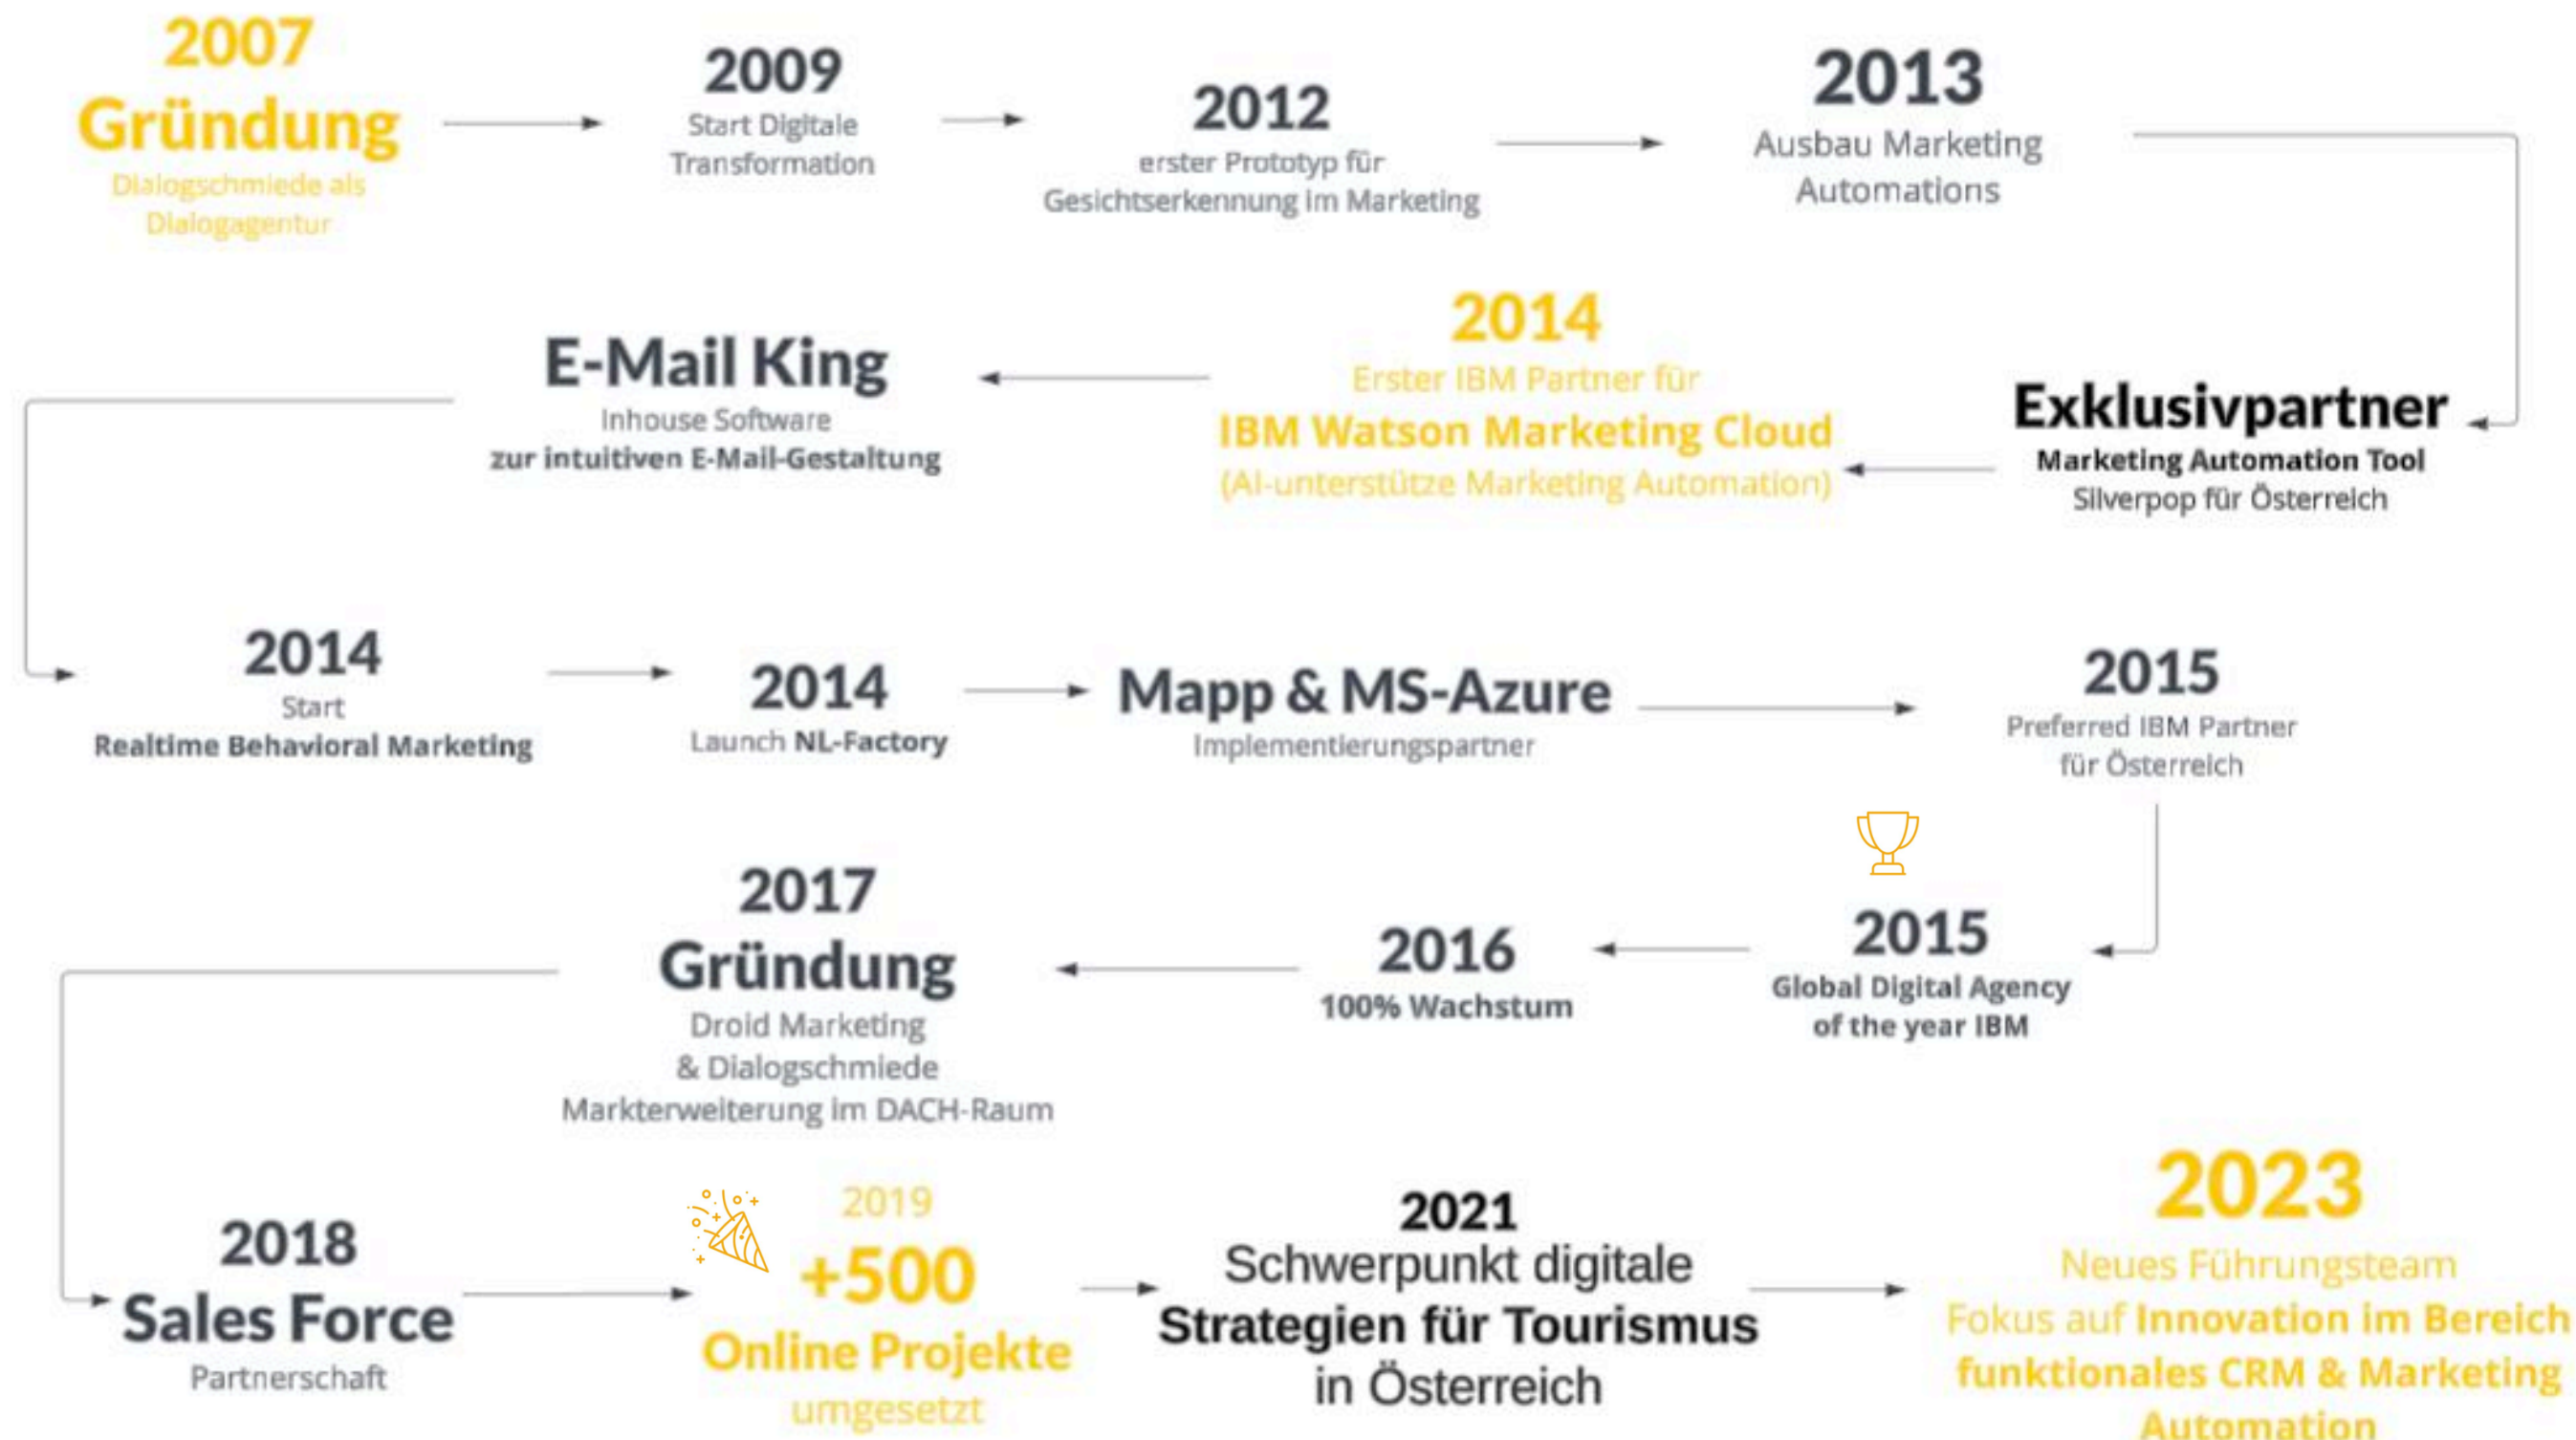 2007
Gründung
Dialogschmiede als
Dialogagentur
2009
Start Digitale
Transformation
2012
erster Prototyp für
Gesichtserkennung im Marketing
2013
Ausbau Marketing
Automations
Exklusivpartner
Marketing Automation Tool
Silverpop für Österreich
2014
Erster IBM Partner für
IBM Watson Marketing Cloud
(AI-unterstütze Marketing Automation)
E-Mail King
Inhouse Software
zur intuitiven E-Mail-Gestaltung
2014
Start
Realtime Behavioral Marketing
2014
Launch NL-Factory
Mapp & MS-Azure
Implementierungspartner
2015
Preferred IBM Partner
für Österreich
2015
Global Digital Agency
of the year IBM
2016
100% Wachstum
2017
Gründung
Droid Marketing
& Dialogschmiede
Markterweiterung im DACH-Raum
2018
Sales Force
Partnerschaft
2019
+500
Online Projekte
umgesetzt
2021
Schwerpunkt digitale
Strategien für Tourismus
in Österreich
2023
Neues Führungsteam
Fokus auf Innovation im Bereich
funktionales CRM & Marketing
Automation